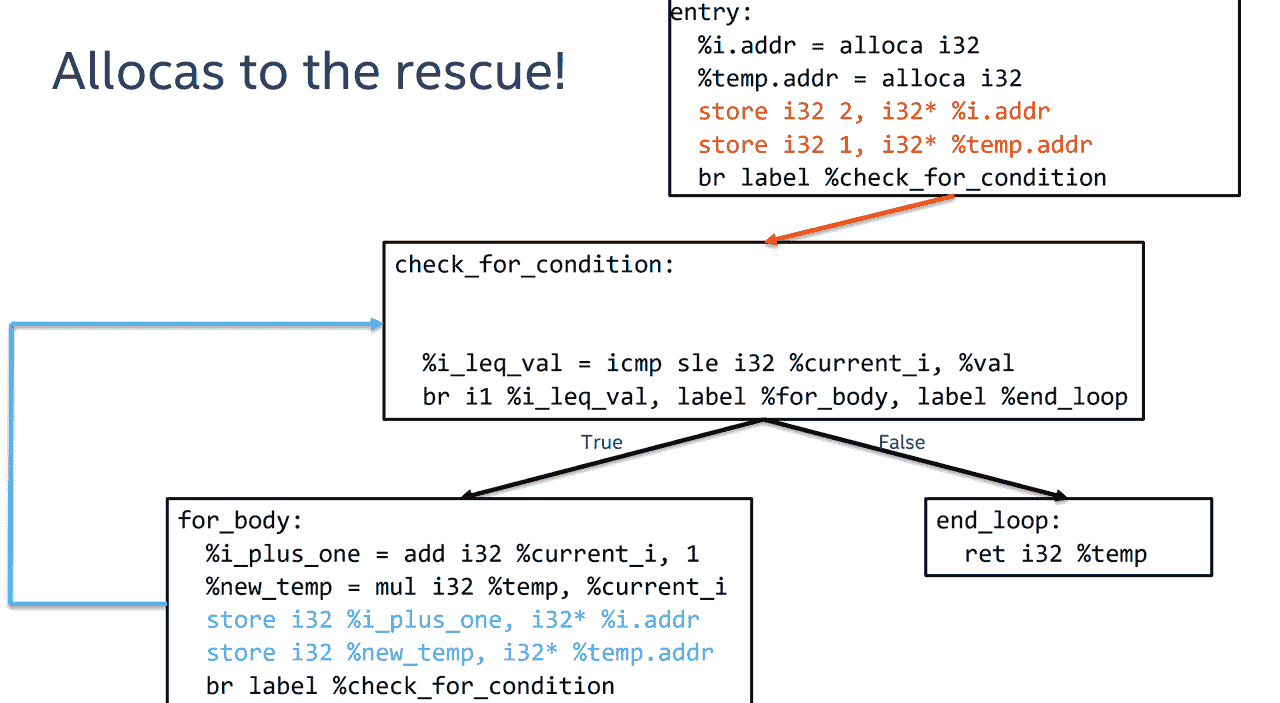 Allocas to the rescue!
entry:
%i.addr = alloca i32
%temp.addr = alloca i32
store i32 2, i32* %i.addr
store i32 1, i32* %temp.addr
br label %check_for_condition
check_for_condition:
%i_leq_val = icmp sle i32 %current_i, %val
br i1 %i_leq_val, label %for_body, label %end_loop
True
False
for_body:
%i_plus_one = add i32 %current_i, 1
%new_temp = mul i32 %temp, %current_i
store i32 %i_plus_one, i32* %i.addr
store i32 %new_temp, i32* %temp.addr
br label %check_for_condition
end_loop:
ret i32 %temp